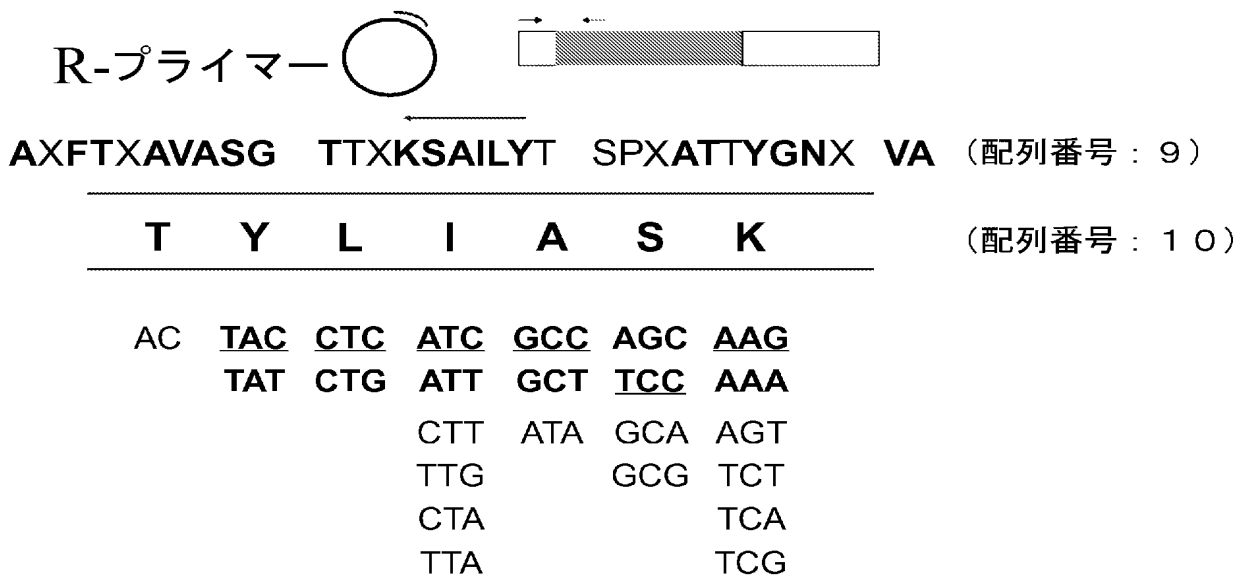 R-プライマー
AXFTXAVASG TTXKSAILYT SPXATTYGNX VA (配列番号:9)
T Y L I A S K (配列番号:10)
AC TAC CTC ATC GCC AGC AAG
TAT CTG ATT GCT TCC AAA
CTT ATA GCA AGT
TTG GCG TCT
CTA TCA
TTA TCG